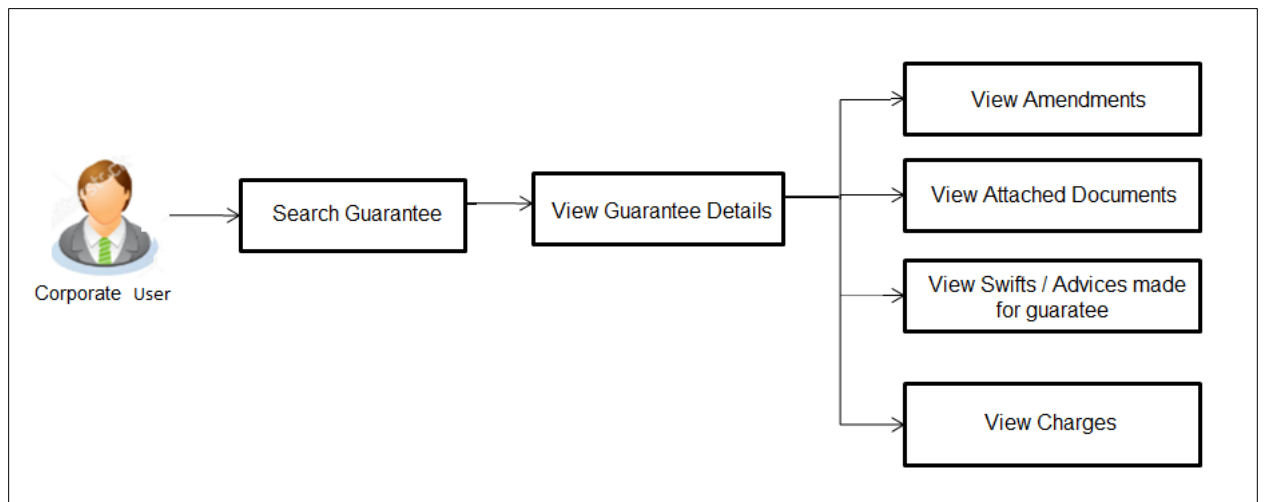 Corporate User
Search Guarantee
View Guarantee Details
View Amendments
View Attached Documents
View Swifts / Advices made
for guaratee
View Charges